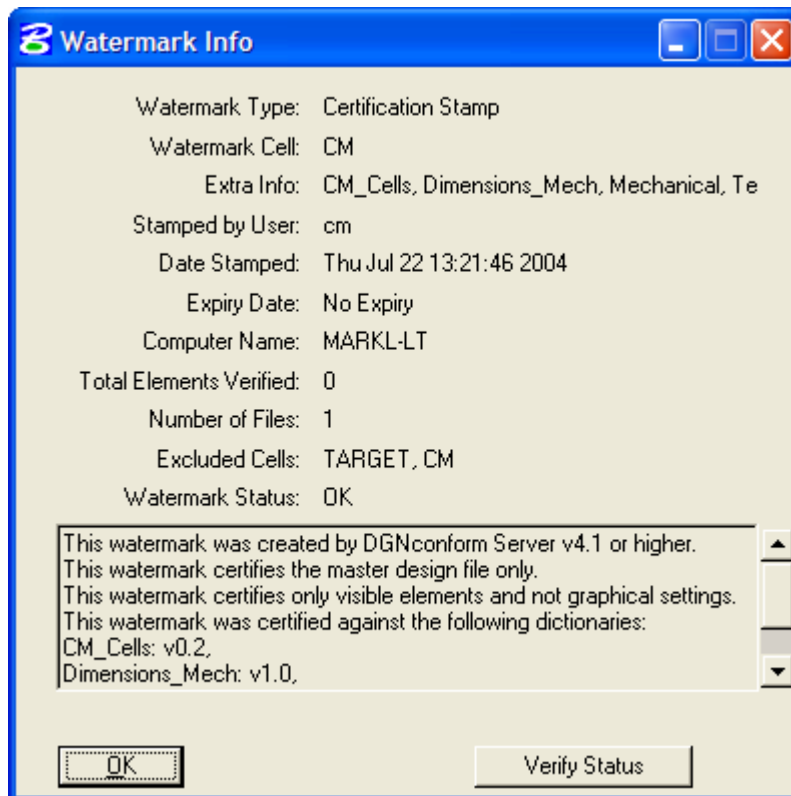 Watermark Info
Watermark Type: Certification Stamp
Watermark Cell: CM
Extra Info: CM_Cells, Dimensions_Mech, Mechanical, Te
Stamped by User: cm
Date Stamped: Thu Jul 22 13:21:46 2004
Expiry Date: No Expiry
Computer Name: MARKL-LT
Total Elements Verified: 0
Number of Files: 1
Excluded Cells: TARGET, CM
Watermark Status: OK
This watermark was created by DGNconform Server v4.1 or higher.
This watermark certifies the master design file only.
This watermark certifies only visible elements and not graphical settings.
This watermark was certified against the following dictionaries:
CM_Cells: v0.2,
Dimensions_Mech: v1.0,
OK Verify Status